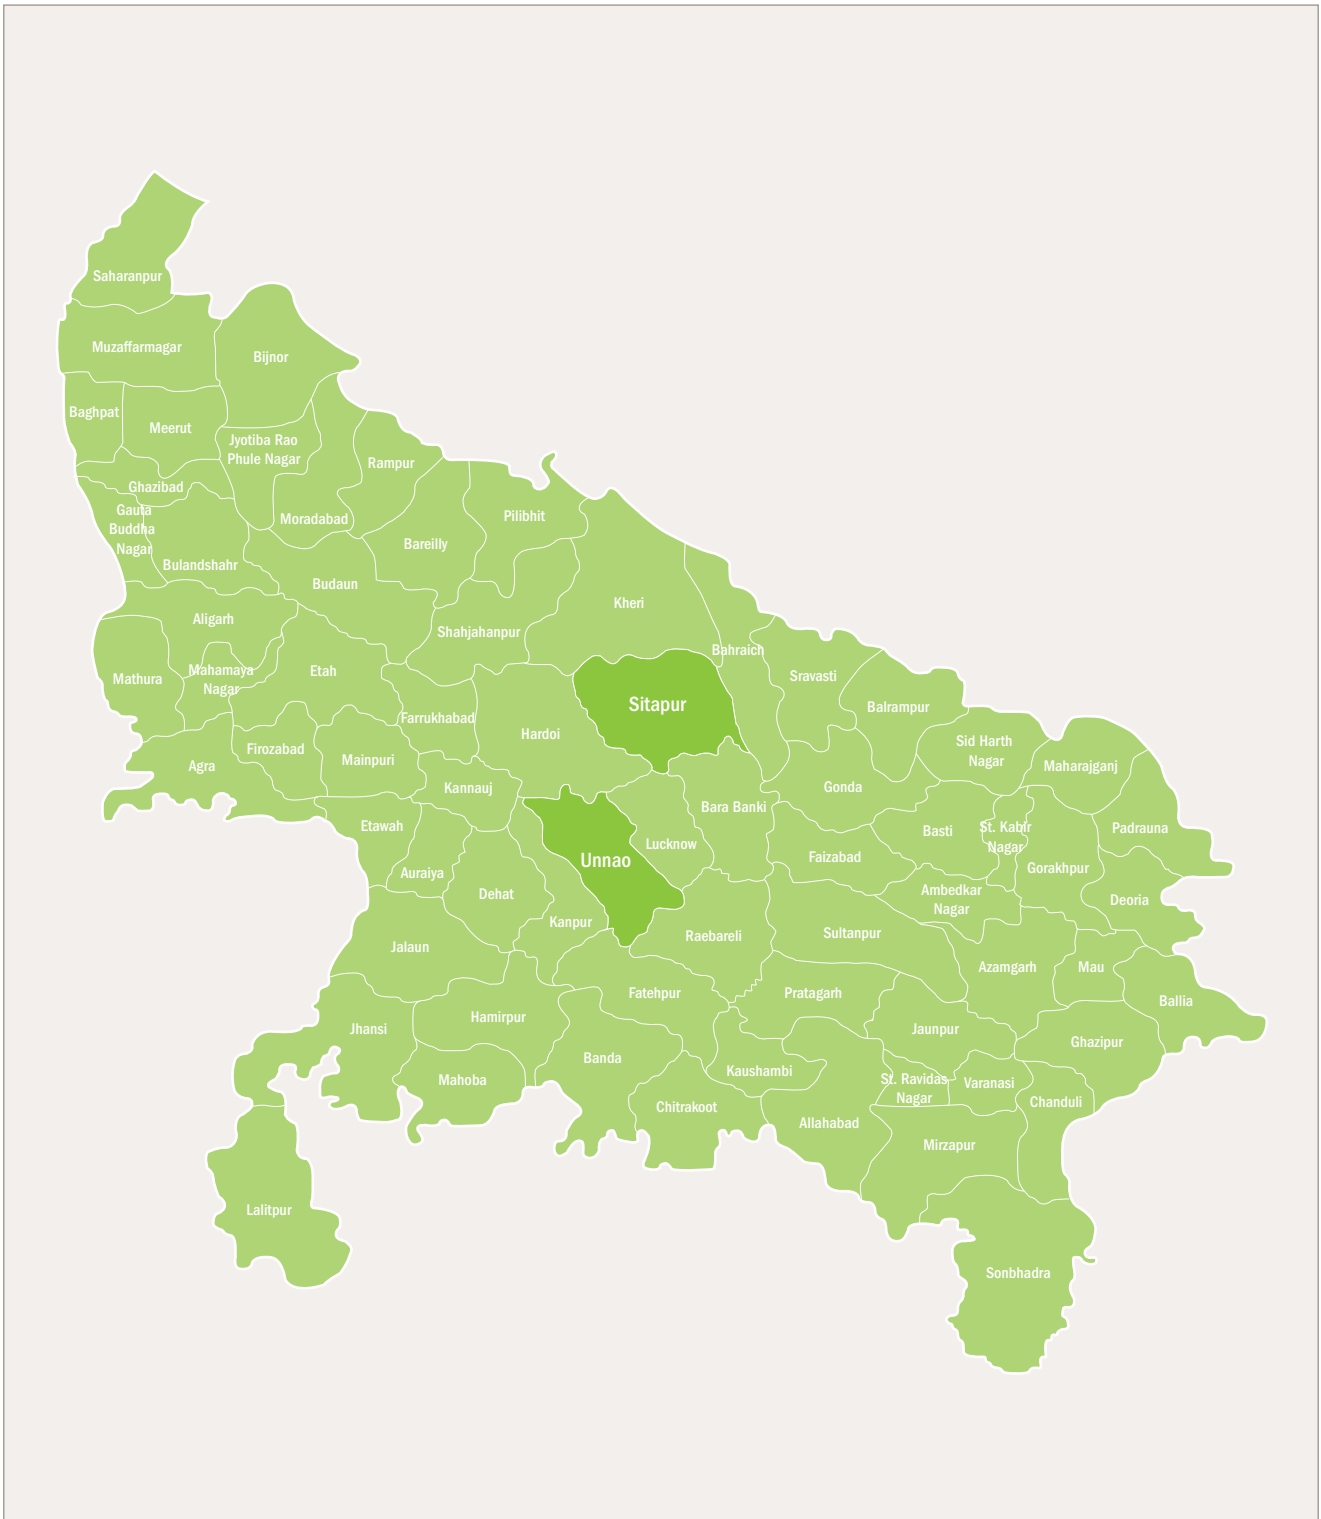 Saharanpur
Muzaffarmagar
Bijnor
Baghpat
Meerut
Jyotiba Rao
Phule Nagar
Rampur
Ghazibad
Gauta
Buddha
Nagar
Moradabad
Pilibhit
Bareilly
Bulandshahr
Budaun
Kheri
Aligarh
Shahjahanpur
Bahraich
Mathura
Mahamaya
Nagar
Etah
Sravasti
Sitapur
Balrampur
Farrukhabad
Hardoi
Firozabad
Mainpuri
Agra
Sid Harth
Nagar
Maharajganj
Kannauj
Gonda
Bara Banki
Etawah
Lucknow
Basti
St. Kabir
Nagar
Padrauna
Unnao
Faizabad
Gorakhpur
Auraiya
Dehat
Ambedkar
Nagar
Deoria
Kanpur
Raebareli
Sultanpur
Jalaun
Azamgarh
Mau
Fatehpur
Pratagarh
Ballia
Jhansi
Hamirpur
Jaunpur
Ghazipur
Banda
Kaushambi
Mahoba
St. Ravidas
Nagar
Varanasi
Chanduli
Chitrakoot
Allahabad
Mirzapur
Lalitpur
Sonbhadra